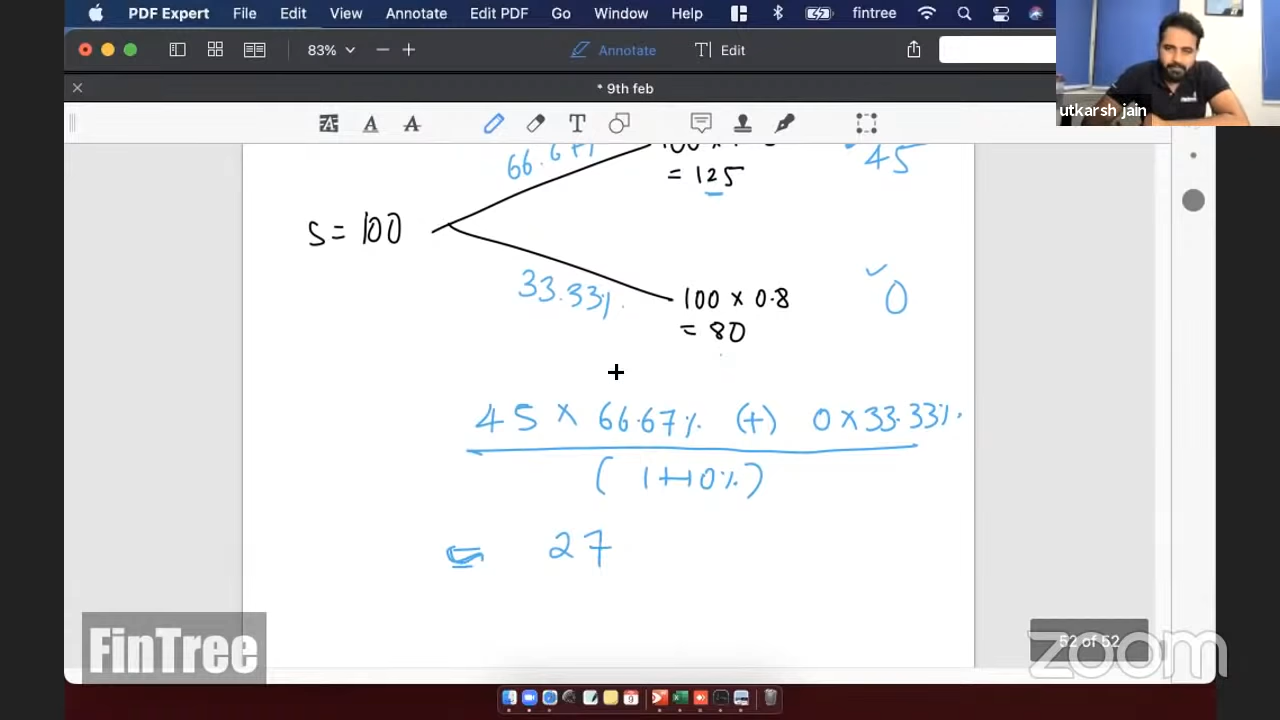 PDF Expert File Edit View Annotate Edit PDF Go Window Help fintree
83% Annotate Edit
* 9th feb
utkarsh jain
66.67%
= 125
45
S = 100
33.33%
100 × 0.8
= 80
0
45 × 66.67% (+) 0 × 33.33%
(1+10%)
= 27
FinTree
52 of 52
zoom